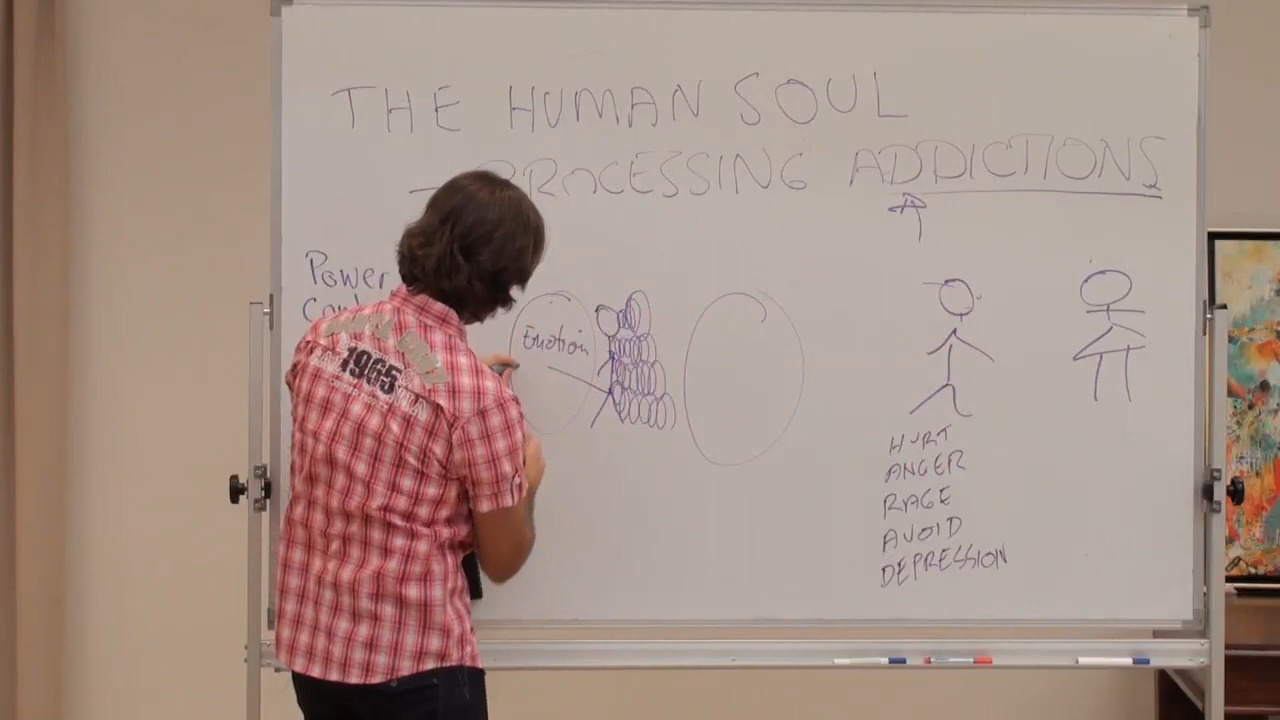 THE HUMAN SOUL
- PROCESSING ADDICTIONS
Power
Emotion
1965
HURT
ANGER
RAGE
AVOID
DEPRESSION